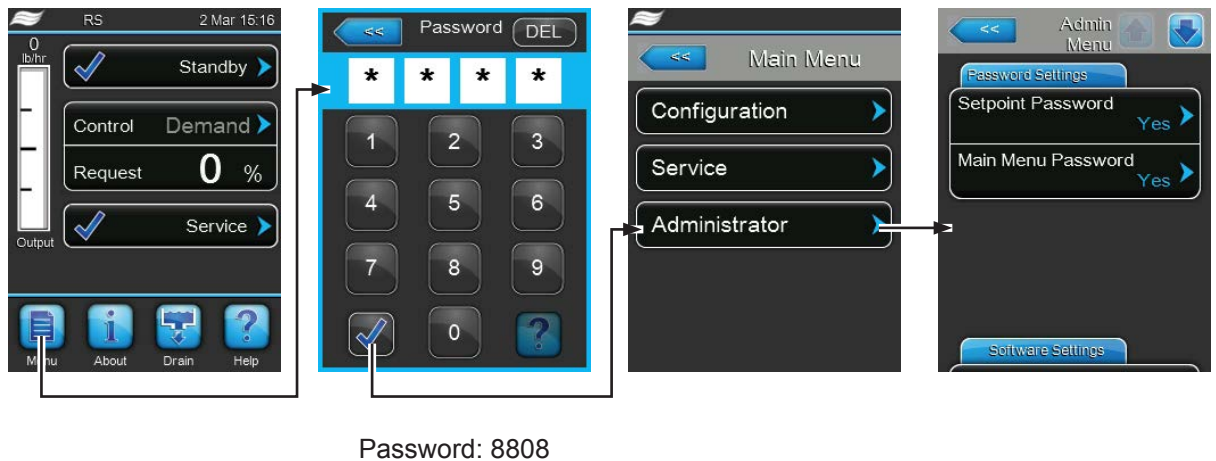 RS 2 Mar 15:16
0
lb/hr
Standby
Control Demand
Request 0 %
Service
Output
Menu About Drain Help
<< Password DEL
* * * *
1 2 3
4 5 6
7 8 9
0 ?
<< Main Menu
Configuration
Service
Administrator
<< Admin
Menu
Password Settings
Setpoint Password
Yes
Main Menu Password
Yes
Software Settings
Password: 8808